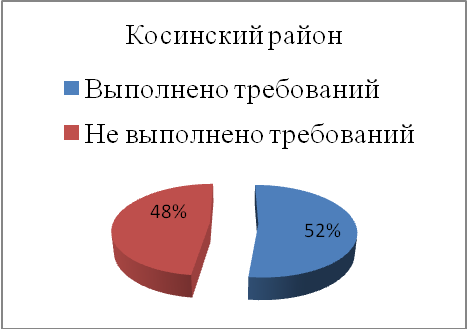 Косинский район
Выполнено требований
Не выполнено требований
48%
52%